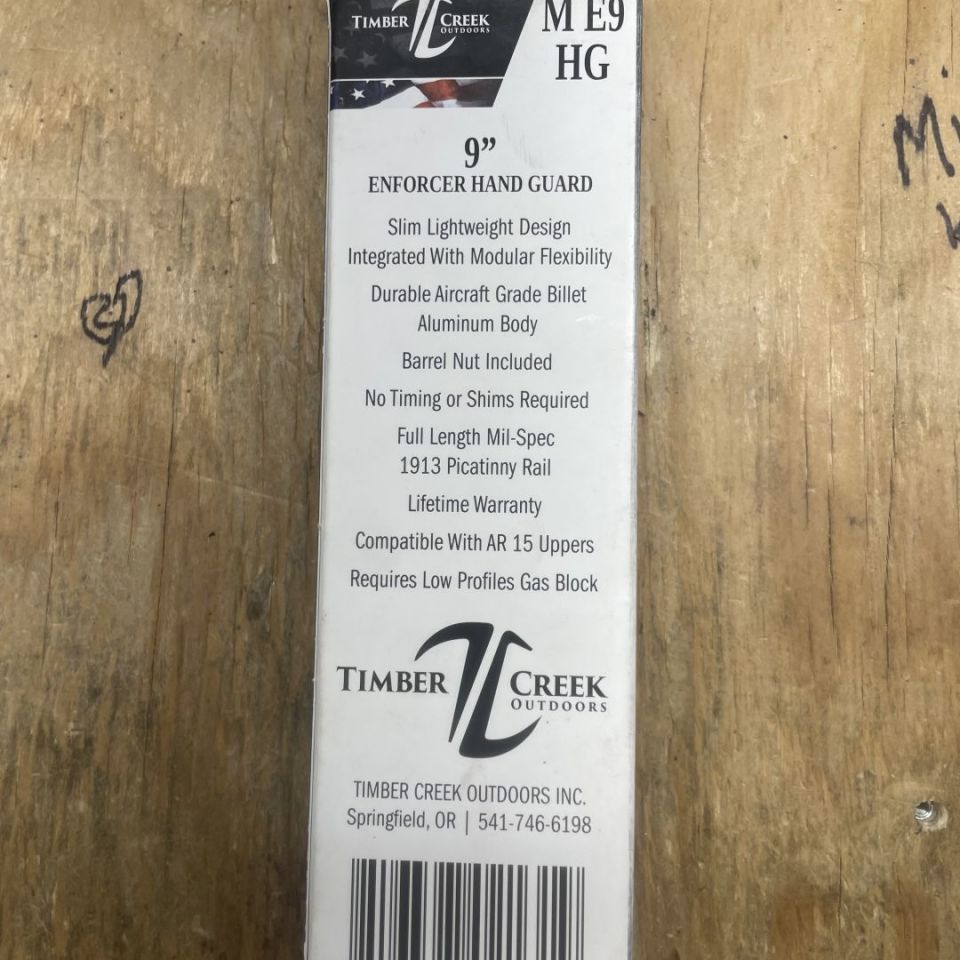 TIMBER CREEK
OUTDOORS
M E9
HG
9”
ENFORCER HAND GUARD
Slim Lightweight Design
Integrated With Modular Flexibility
Durable Aircraft Grade Billet
Aluminum Body
Barrel Nut Included
No Timing or Shims Required
Full Length Mil-Spec
1913 Picatinny Rail
Lifetime Warranty
Compatible With AR 15 Uppers
Requires Low Profiles Gas Block
TIMBER CREEK
OUTDOORS
TIMBER CREEK OUTDOORS INC.
Springfield, OR | 541-746-6198